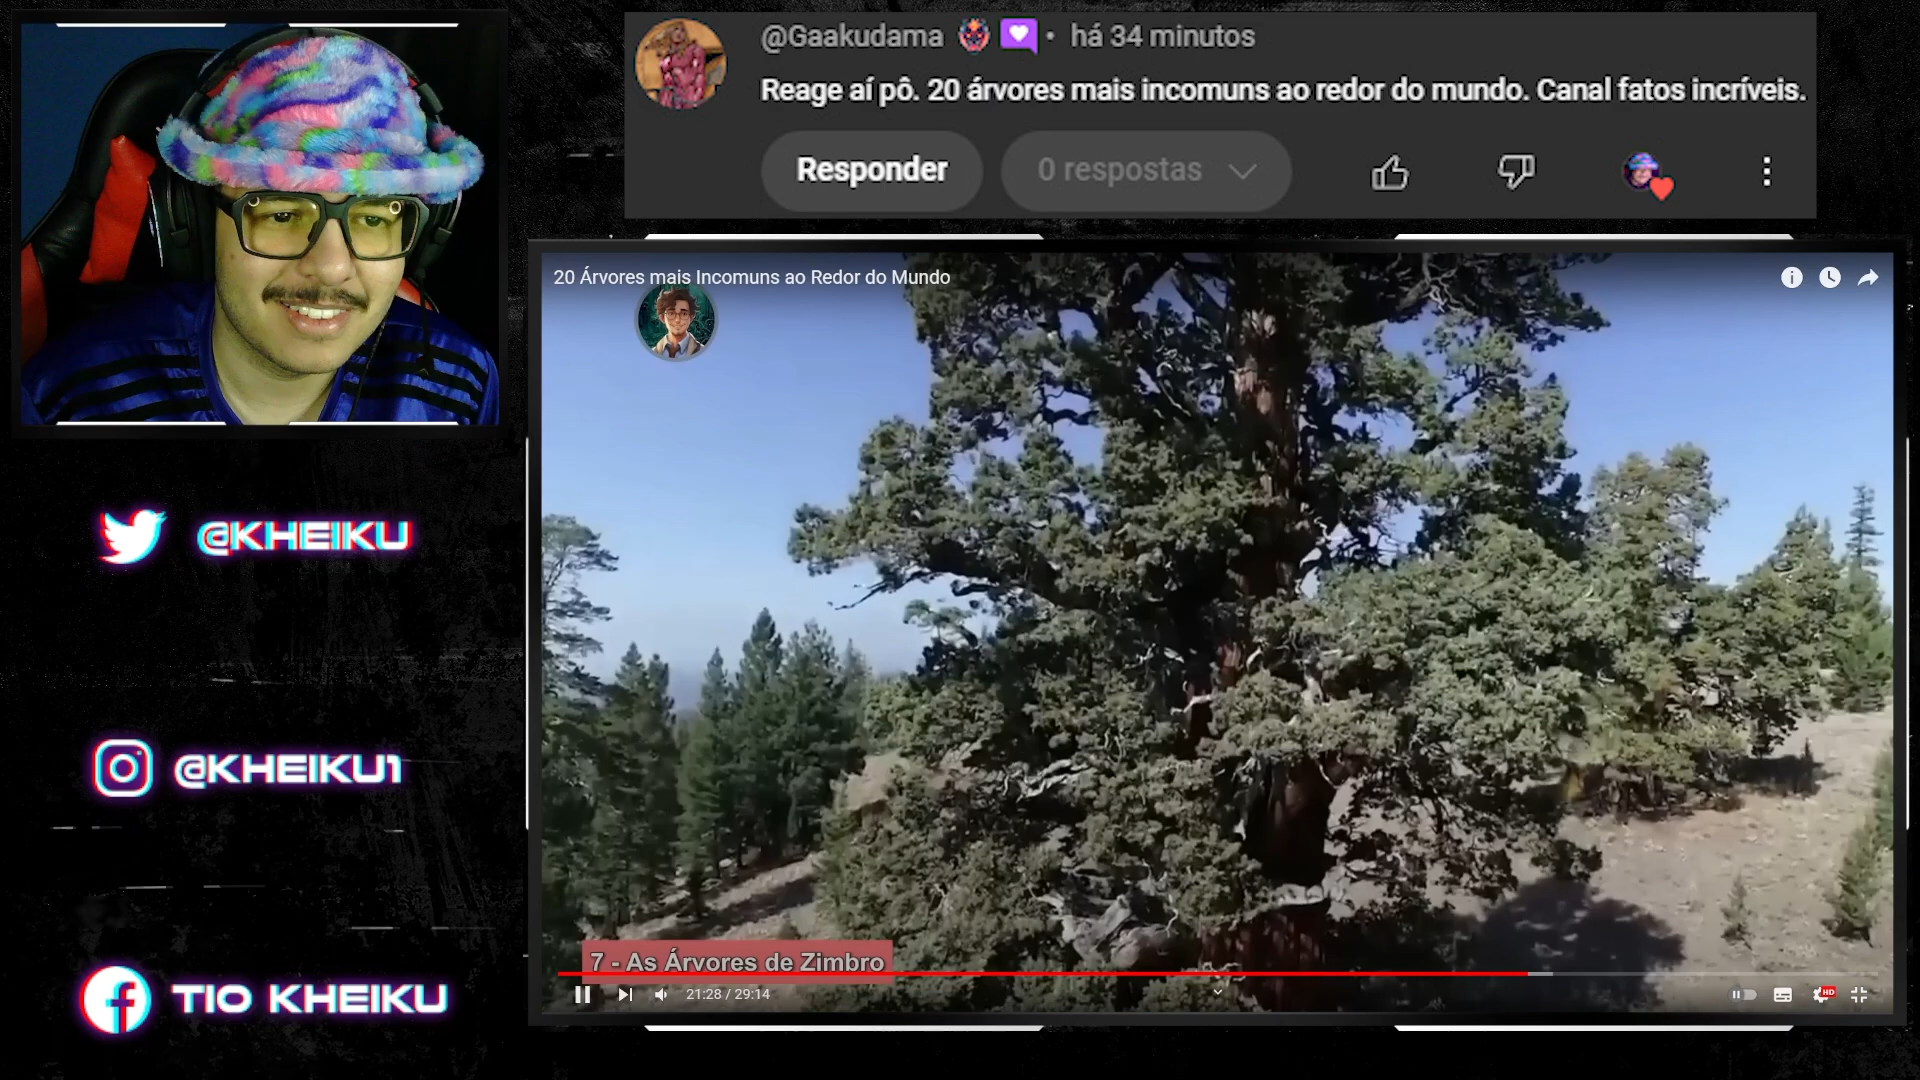 @Gaakudama • há 34 minutos
Reage aí pô. 20 árvores mais incomuns ao redor do mundo. Canal fatos incríveis.
Responder
0 respostas
20 Árvores mais Incomuns ao Redor do Mundo
@KHEIKU
@KHEIKU1
TIO KHEIKU
7 - As Árvores de Zimbro
21:28 / 29:14
HD